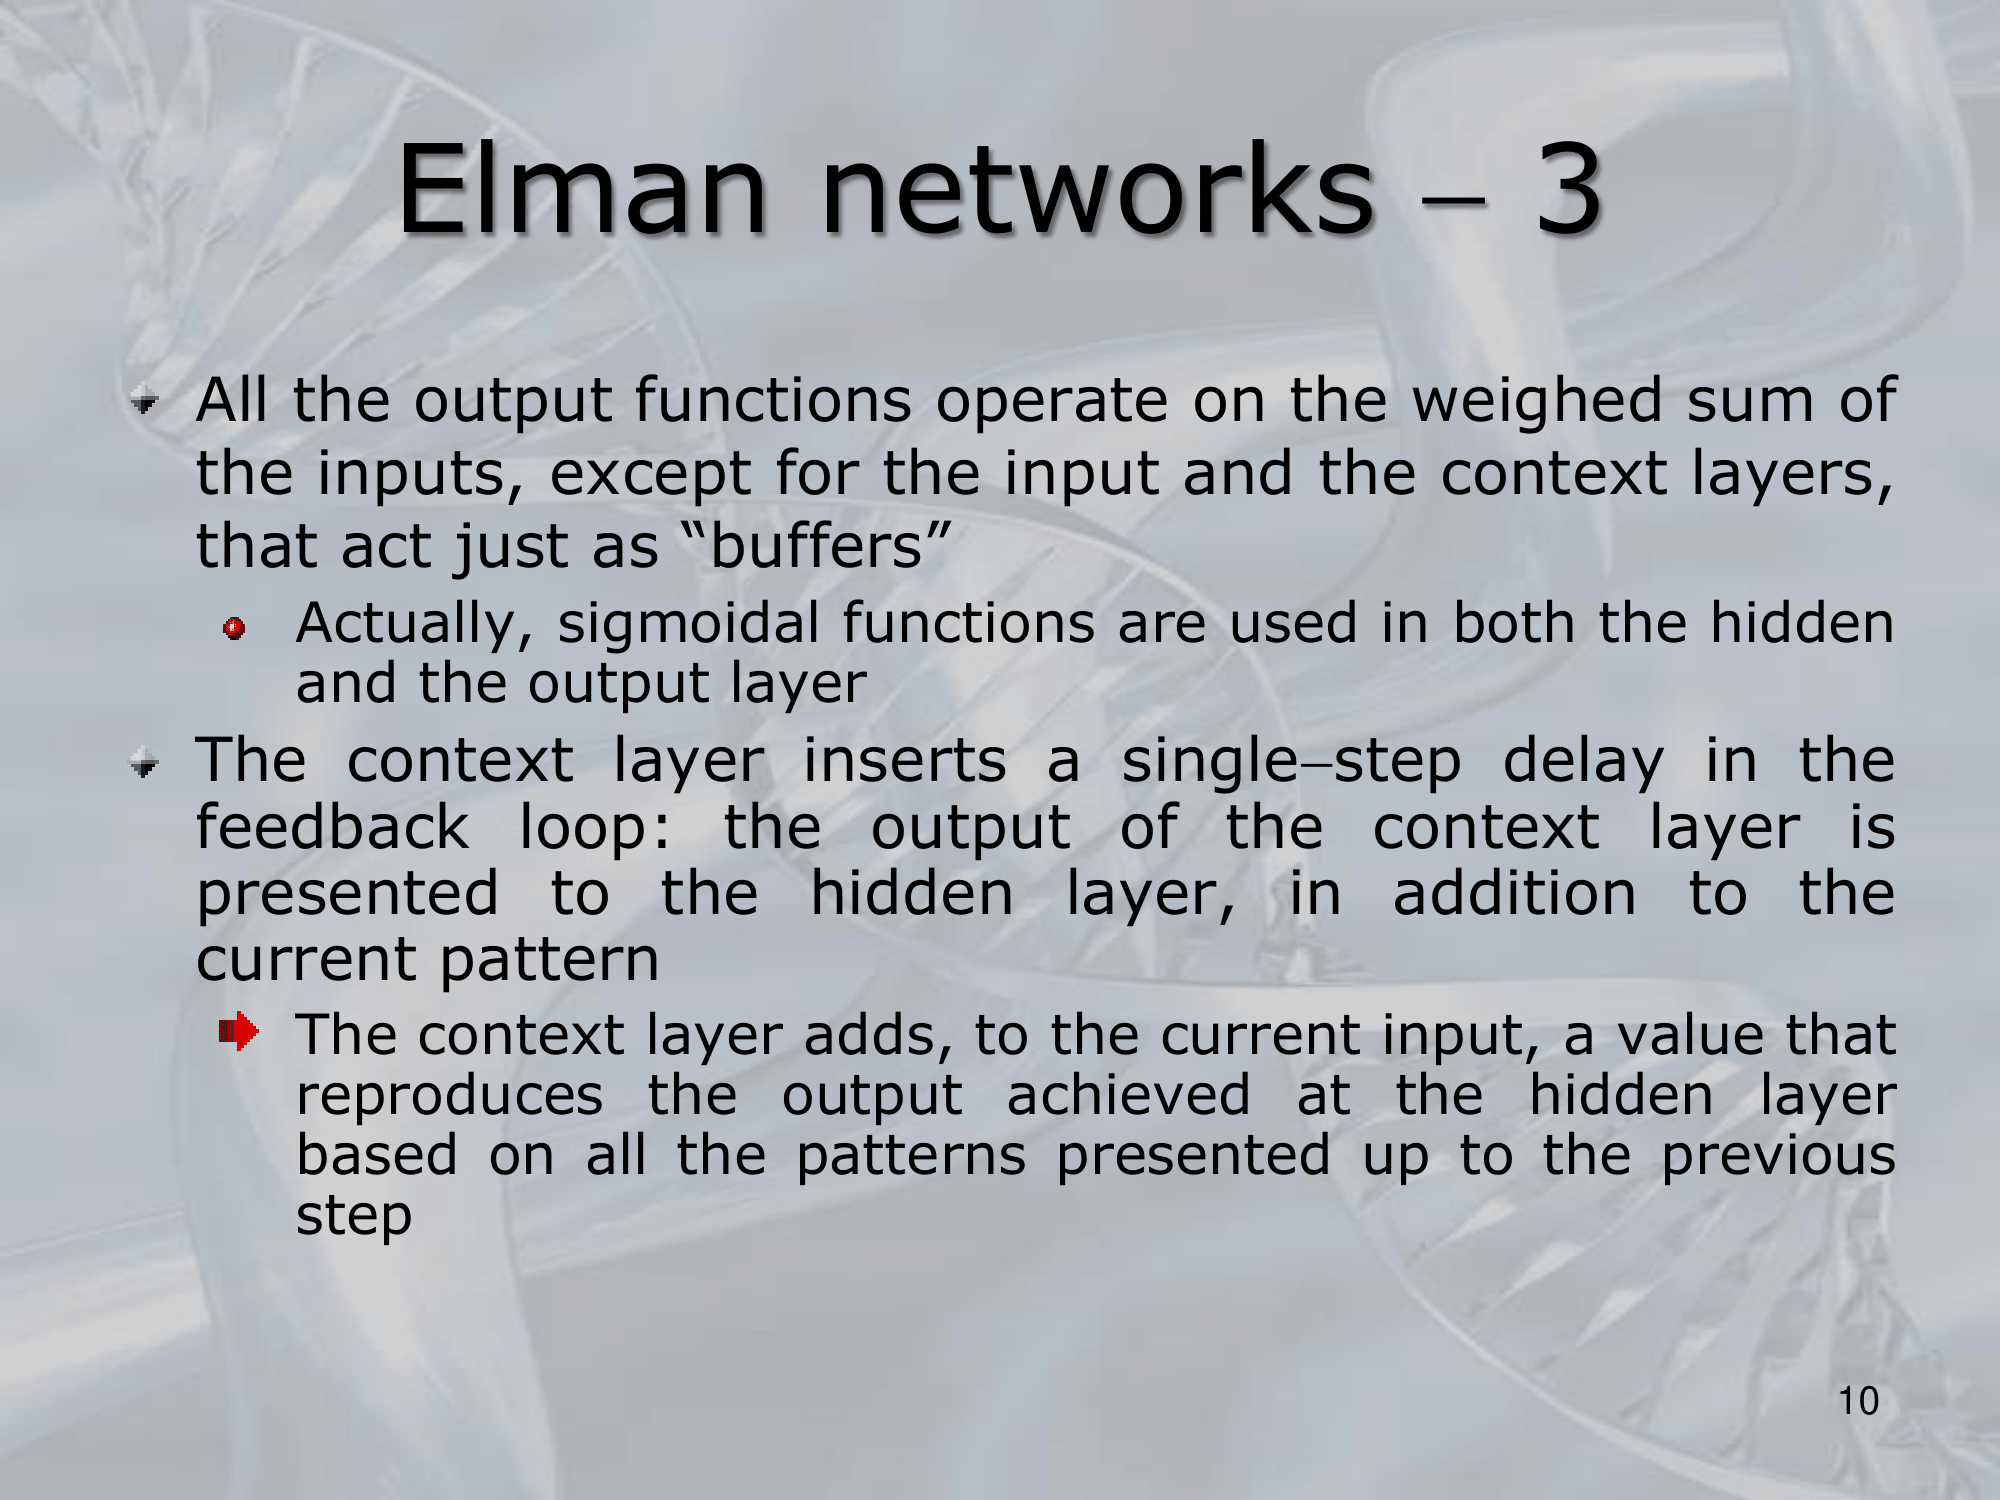 Elman networks – 3
All the output functions operate on the weighed sum of
the inputs, except for the input and the context layers,
that act just as “buffers”
Actually, sigmoidal functions are used in both the hidden
and the output layer
The context layer inserts a single–step delay in the
feedback loop: the output of the context layer is
presented to the hidden layer, in addition to the
current pattern
The context layer adds, to the current input, a value that
reproduces the output achieved at the hidden layer
based on all the patterns presented up to the previous
step
10